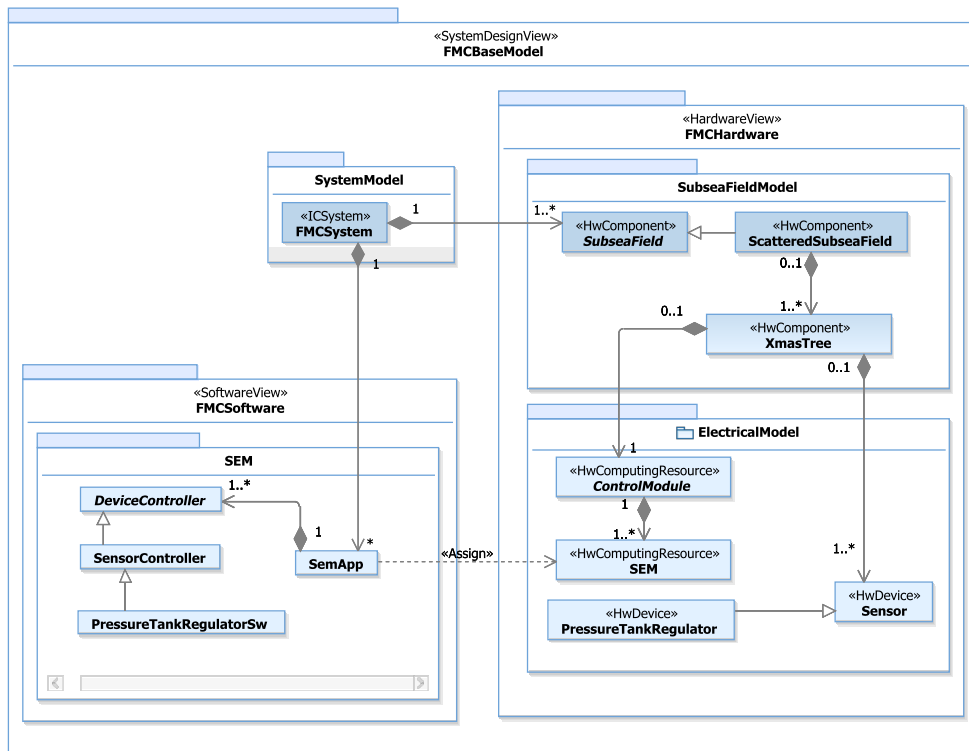 «SystemDesignView»
FMCBaseModel
«HardwareView»
FMCHardware
SystemModel
«ICSystem»
FMCSystem
1
1
1..*
SubseaFieldModel
«HwComponent»
SubseaField
«HwComponent»
ScatteredSubseaField
0..1
1..*
«HwComponent»
XmasTree
0..1
0..1
«SoftwareView»
FMCSoftware
SEM
DeviceController
1..*
1
SensorController
SemApp
*
PressureTankRegulatorSw
«Assign»
ElectricalModel
1
«HwComputingResource»
ControlModule
1
1..*
«HwComputingResource»
SEM
1..*
«HwDevice»
Sensor
«HwDevice»
PressureTankRegulator